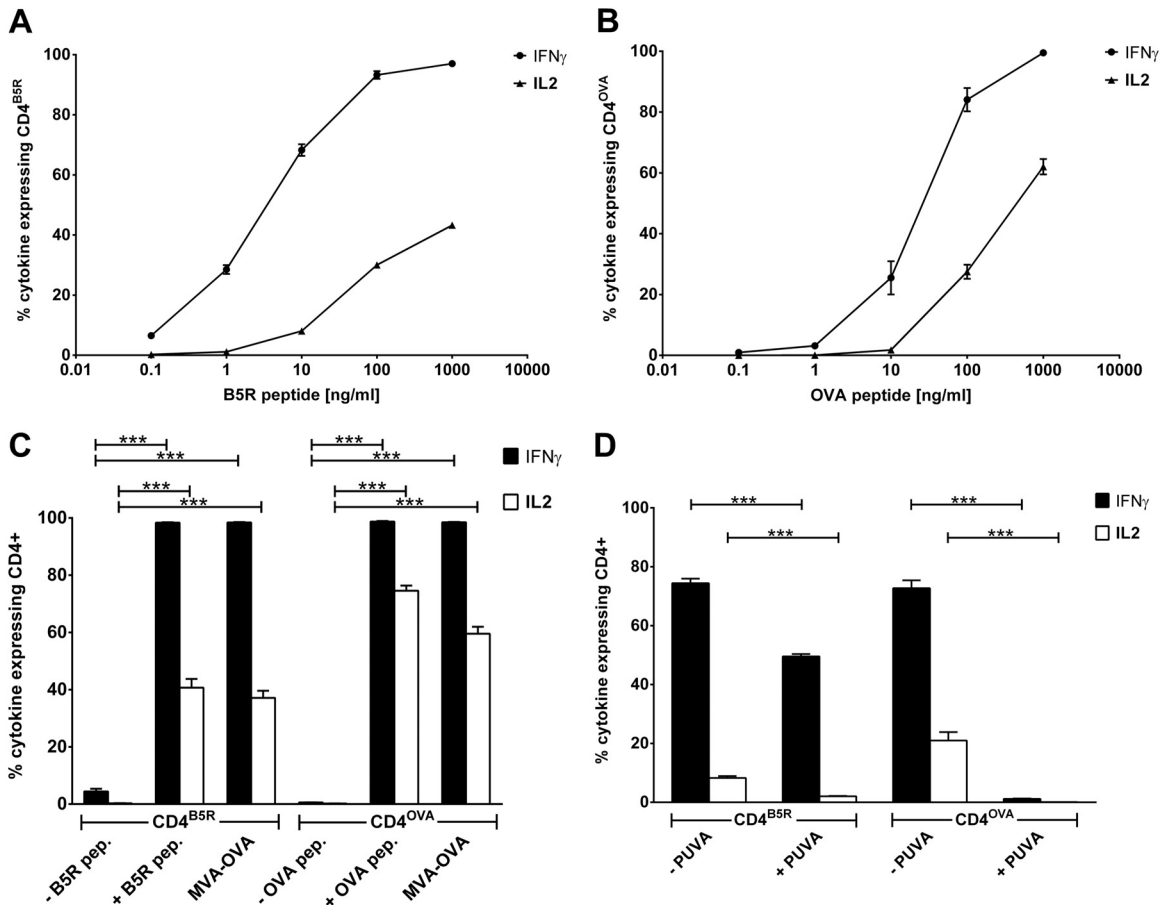 A
% cytokine expressing CD4B5R
100
80
60
40
20
0
0.1
1
10
100
1000
10000
B5R peptide [ng/ml]
IFNγ
IL2
B
% cytokine expressing CD4OVA
100
80
60
40
20
0
0.1
1
10
100
1000
10000
OVA peptide [ng/ml]
IFNγ
IL2
C
*** ***
*** ***
*** ***
*** ***
IFNγ
IL2
% cytokine expressing CD4+
100
80
60
40
20
0
CD4B5R
CD4OVA
- B5R pep.
+ B5R pep.
MVA-OVA
- OVA pep.
+ OVA pep.
MVA-OVA
D
*** ***
*** ***
IFNγ
IL2
% cytokine expressing CD4+
100
80
60
40
20
0
CD4B5R
CD4OVA
- PUVA
+ PUVA
- PUVA
+ PUVA